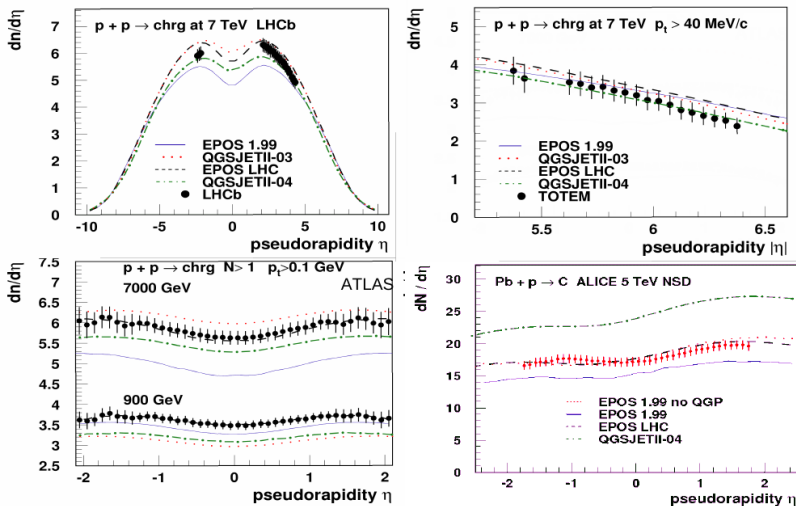 dn/dη
p + p → chrg at 7 TeV LHCb
7
6
5
4
3
2
1
0
EPOS 1.99
QGSJETII-03
EPOS LHC
QGSJETII-04
LHCb
-10
-5
0
5
10
pseudorapidity η
dn/dη
p + p → chrg at 7 TeV pt > 40 MeV/c
5
4
3
2
1
0
EPOS 1.99
QGSJETII-03
EPOS LHC
QGSJETII-04
TOTEM
5.5
6
6.5
pseudorapidity |η|
dn/dη
p + p → chrg N> 1 pt>0.1 GeV
ATLAS
7000 GeV
900 GeV
7.5
7
6.5
6
5.5
5
4.5
4
3.5
3
2.5
-2
-1
0
1
2
pseudorapidity η
dN / dη
Pb + p → C ALICE 5 TeV NSD
30
25
20
15
10
5
0
EPOS 1.99 no QGP
EPOS 1.99
EPOS LHC
QGSJETII-04
-2
-1
0
1
2
pseudorapidity η